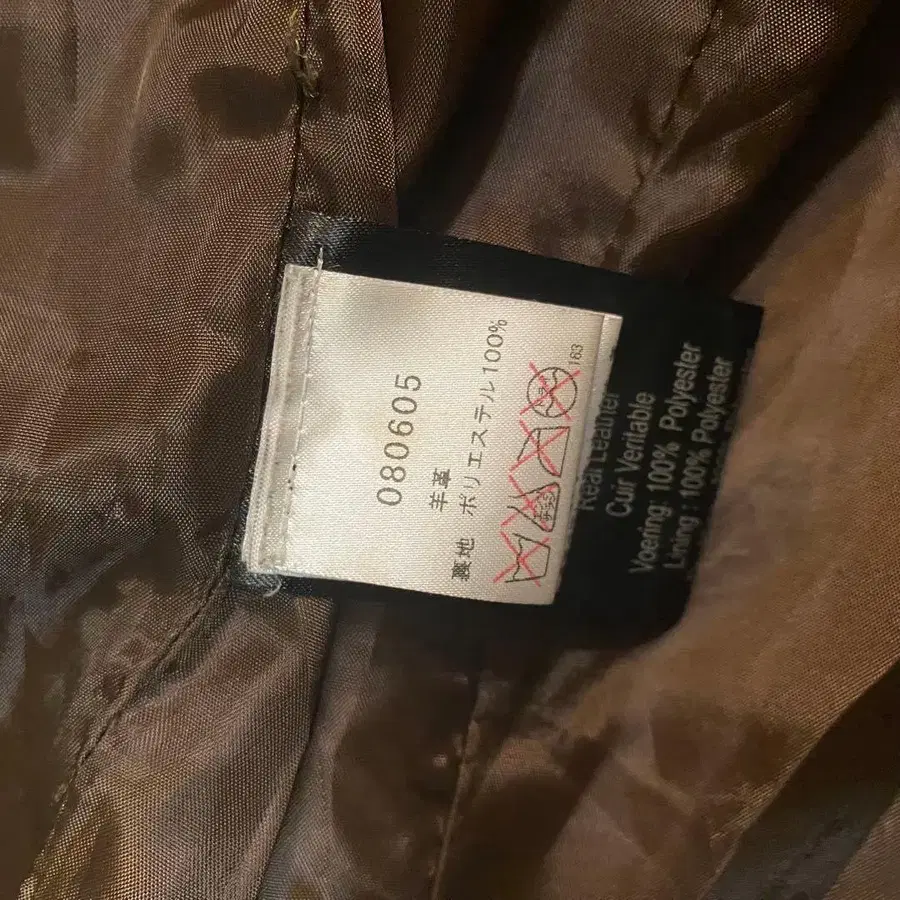 080605
羊革
裏地 ポリエステル100%
163
Real Leather
Cuir Veritable
Voering: 100% Polyester
Lining : 100% Polyester